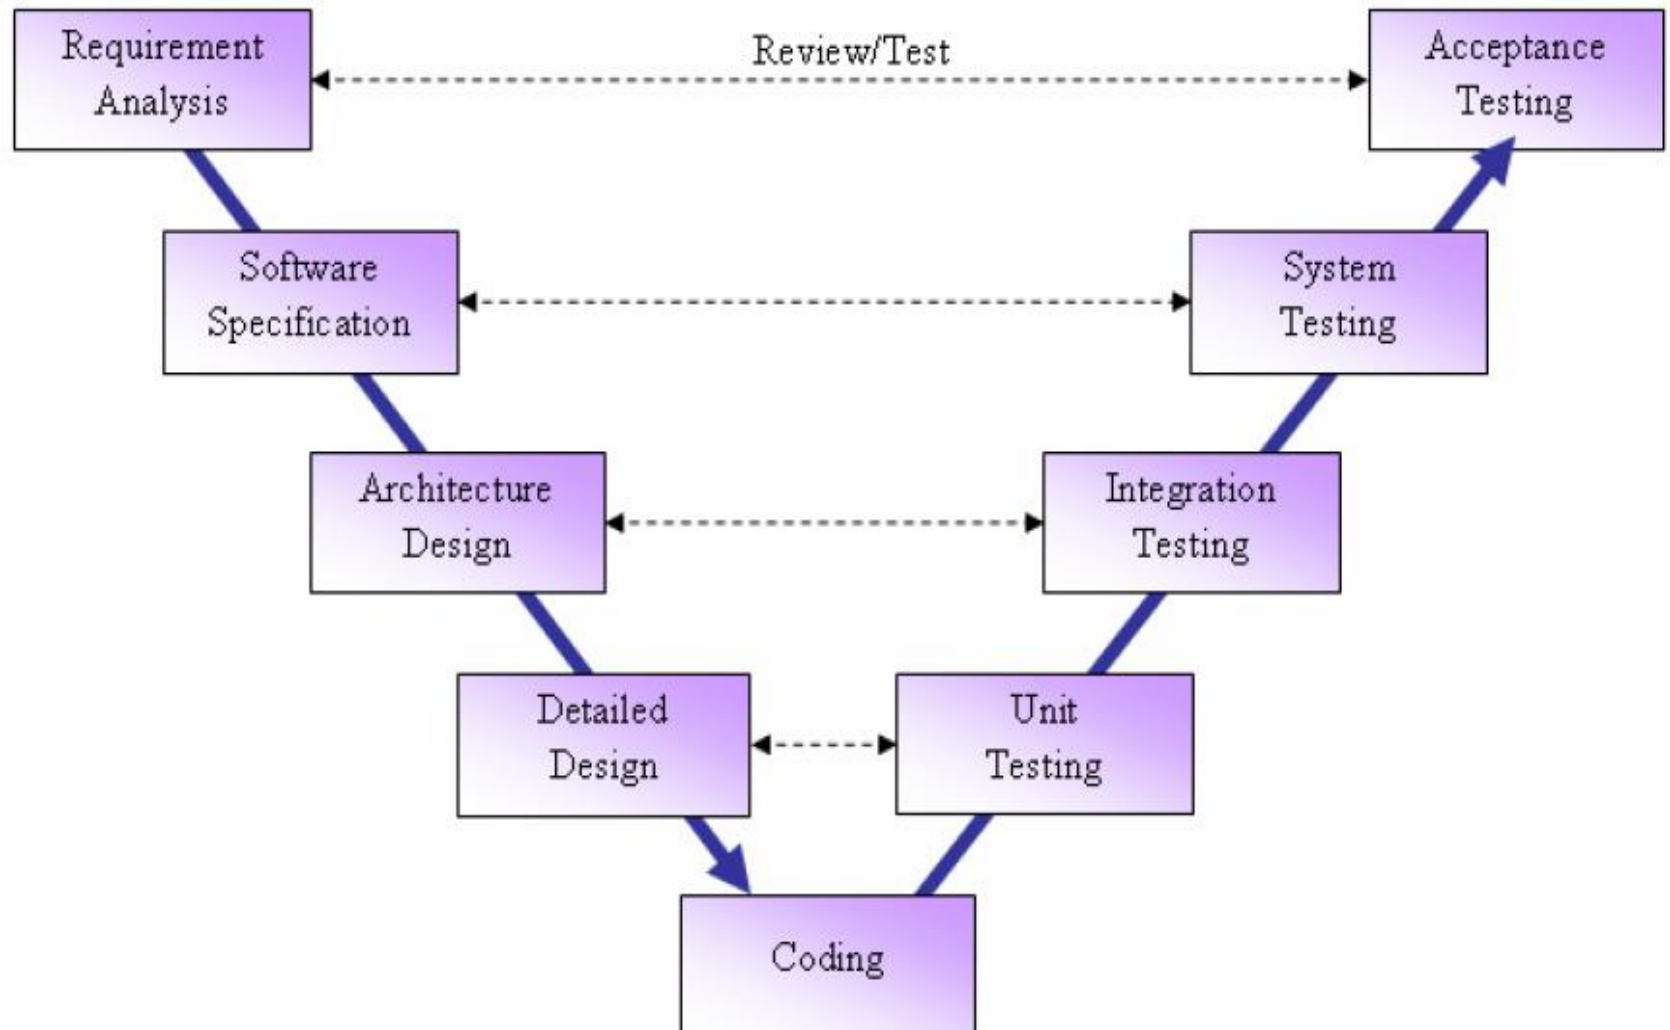 Requirement
Analysis
Review/Test
Acceptance
Testing
Software
Specification
System
Testing
Architecture
Design
Integration
Testing
Detailed
Design
Unit
Testing
Coding